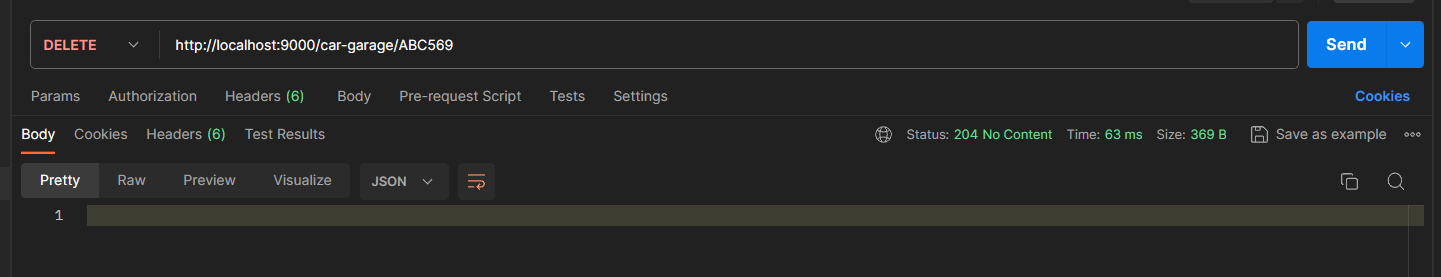 DELETE http://localhost:9000/car-garage/ABC569 Send
Params Authorization Headers (6) Body Pre-request Script Tests Settings Cookies
Body Cookies Headers (6) Test Results Status: 204 No Content Time: 63 ms Size: 369 B Save as example
Pretty Raw Preview Visualize JSON
1